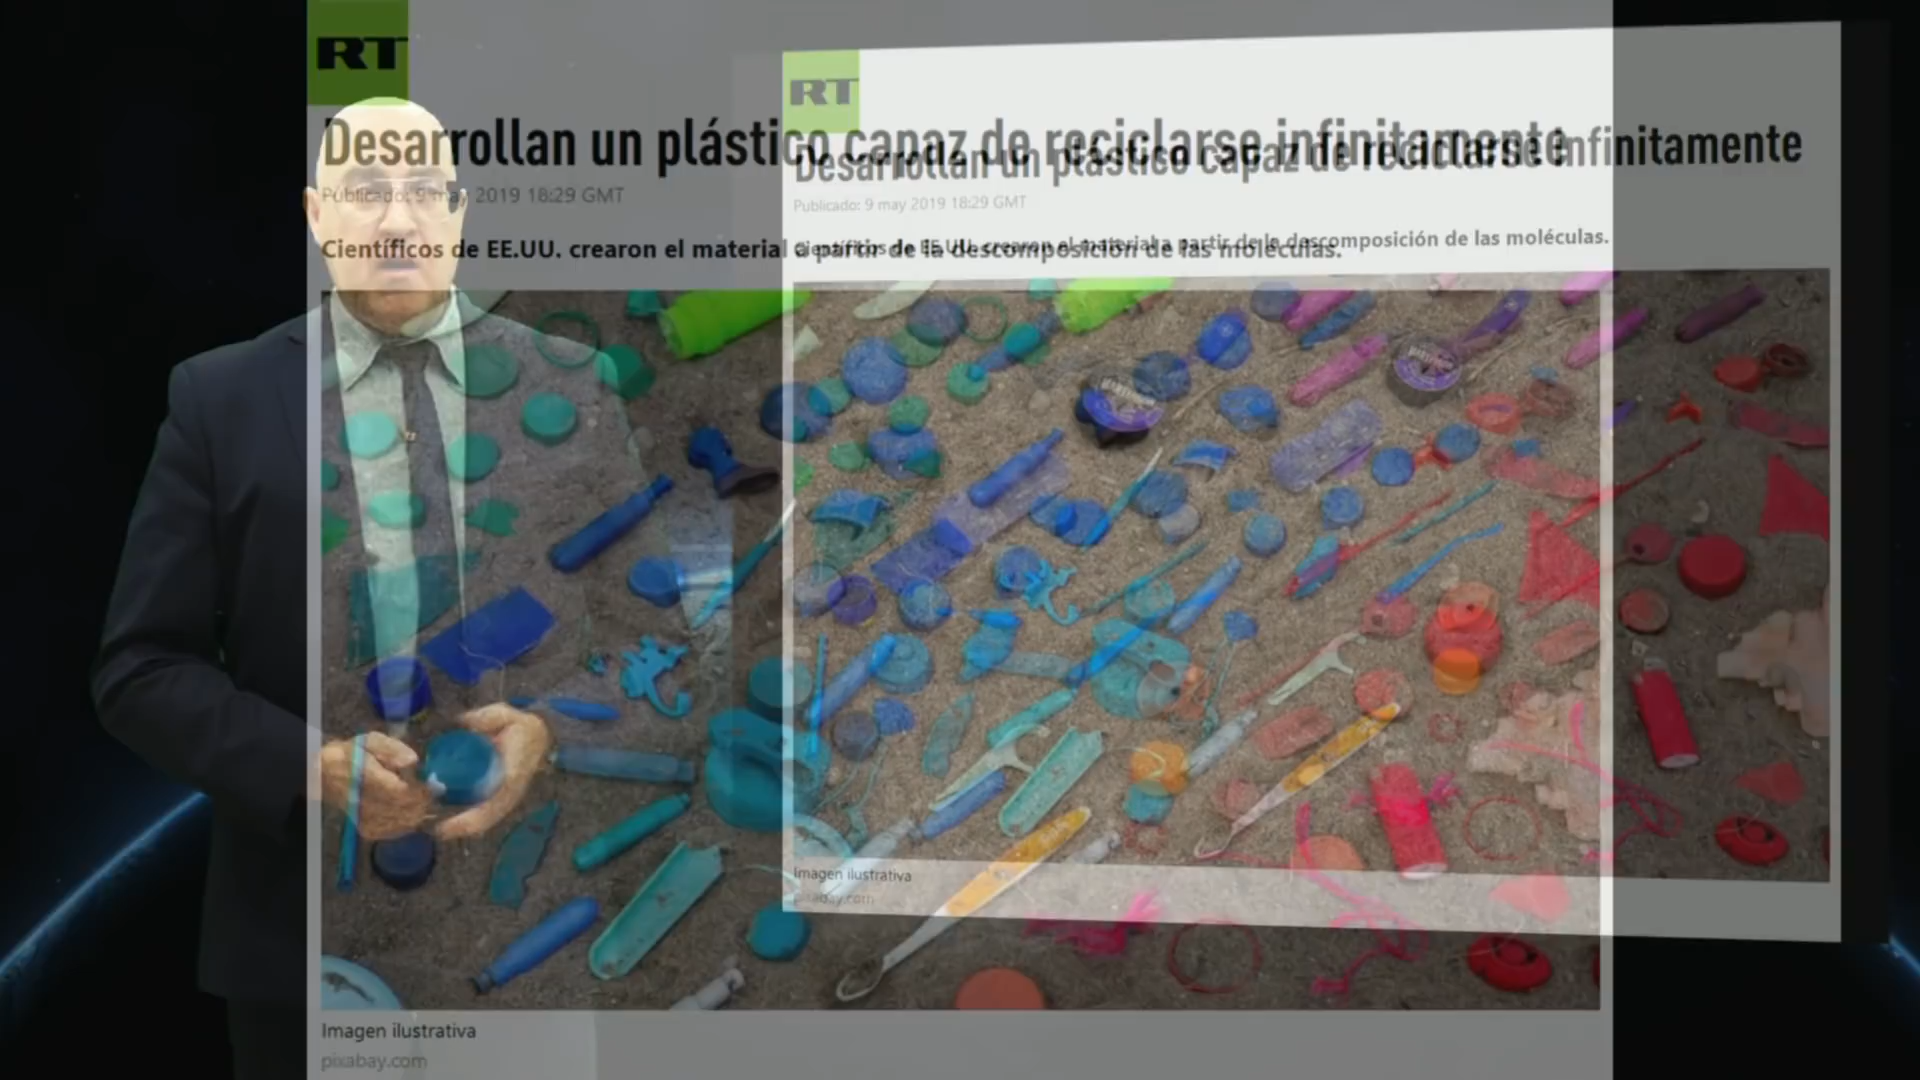 RT
Desarrollan un plástico capaz de reciclarse infinitamente
Publicado: 9 may 2019 18:29 GMT
Científicos de EE.UU. crearon el material a partir de la descomposición de las moléculas.
Imagen ilustrativa
pixabay.com
RT
Desarrollan un plástico capaz de reciclarse infinitamente
Publicado: 9 may 2019 18:29 GMT
Científicos de EE.UU. crearon el material a partir de la descomposición de las moléculas.
Imagen ilustrativa
pixabay.com